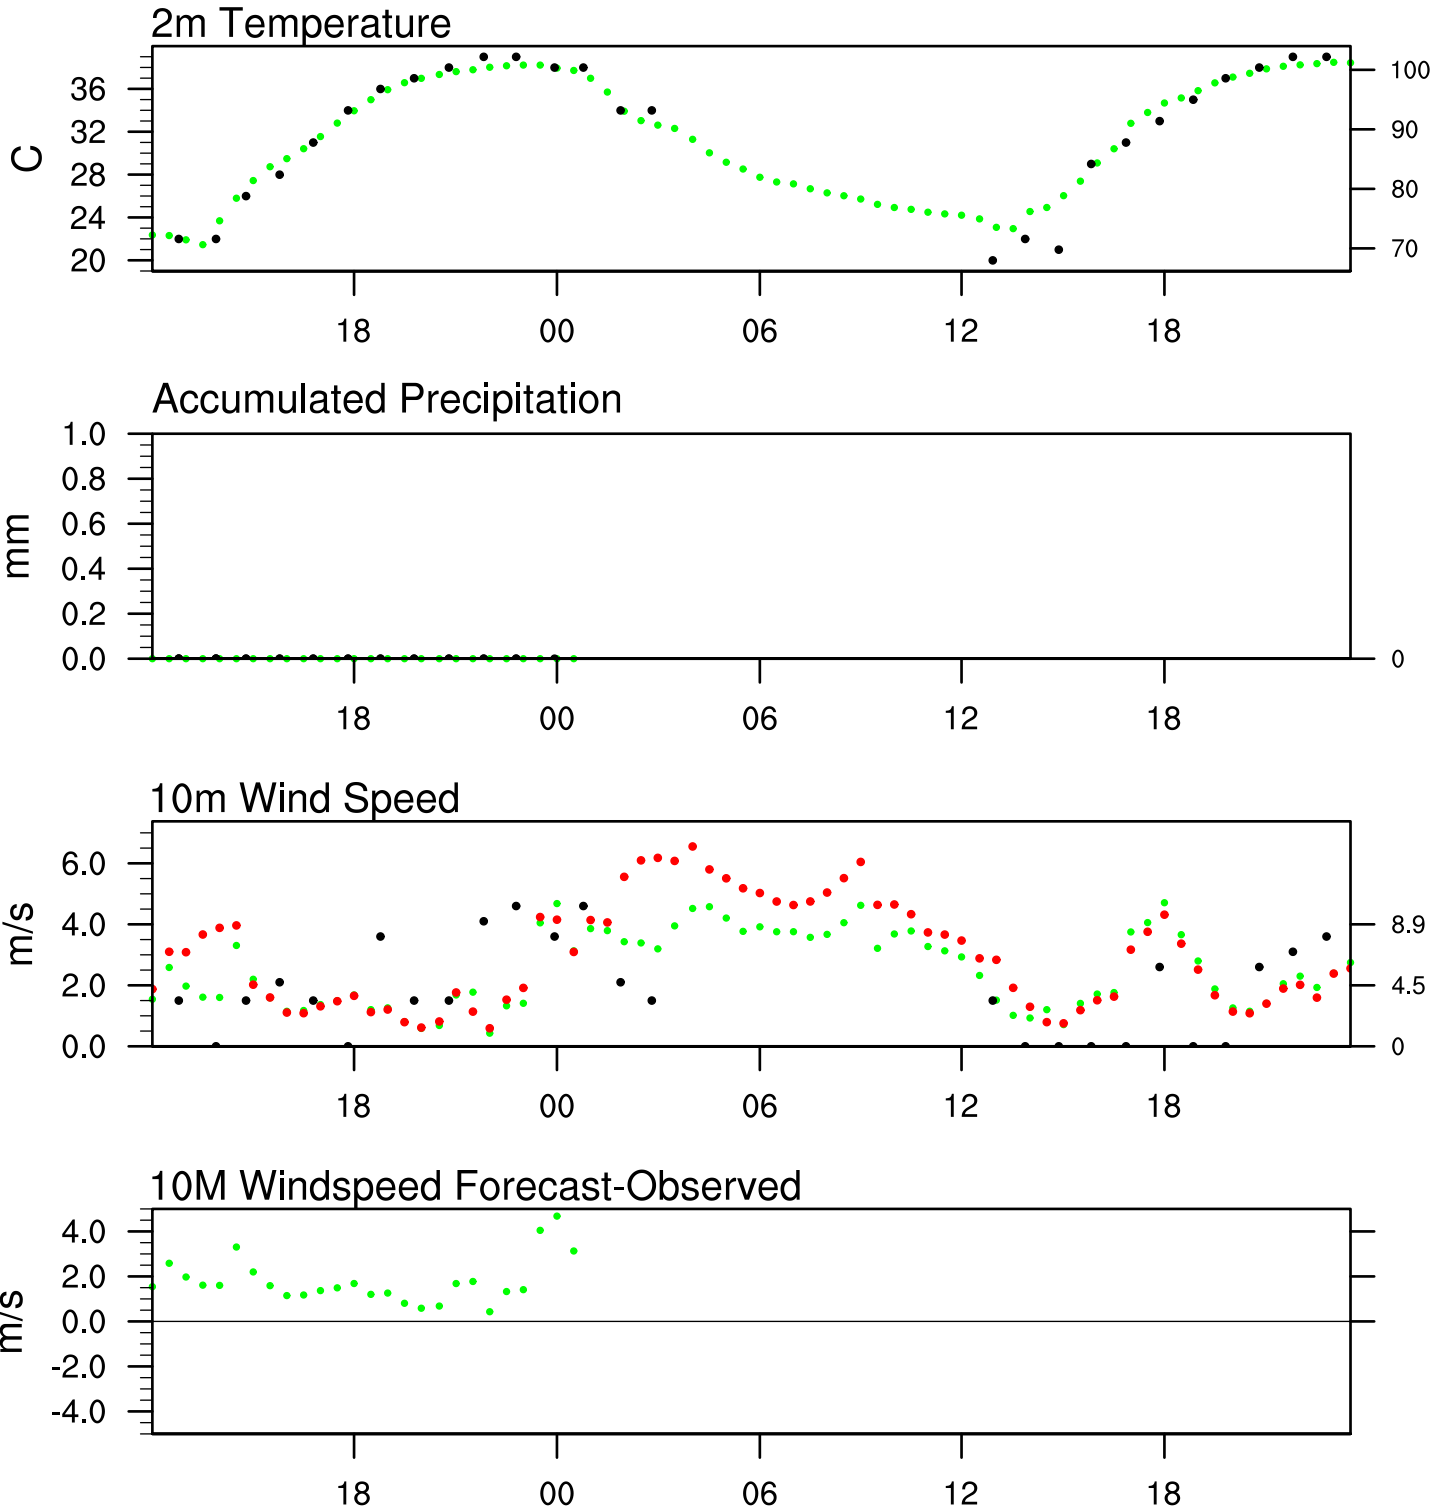 2m Temperature
36
32
28
24
20
C
100
90
80
70
18 00 06 12 18
Accumulated Precipitation
1.0
0.8
0.6
0.4
0.2
0.0
mm
0
18 00 06 12 18
10m Wind Speed
6.0
4.0
2.0
0.0
m/s
8.9
4.5
0
18 00 06 12 18
10M Windspeed Forecast-Observed
4.0
2.0
0.0
-2.0
-4.0
m/s
18 00 06 12 18